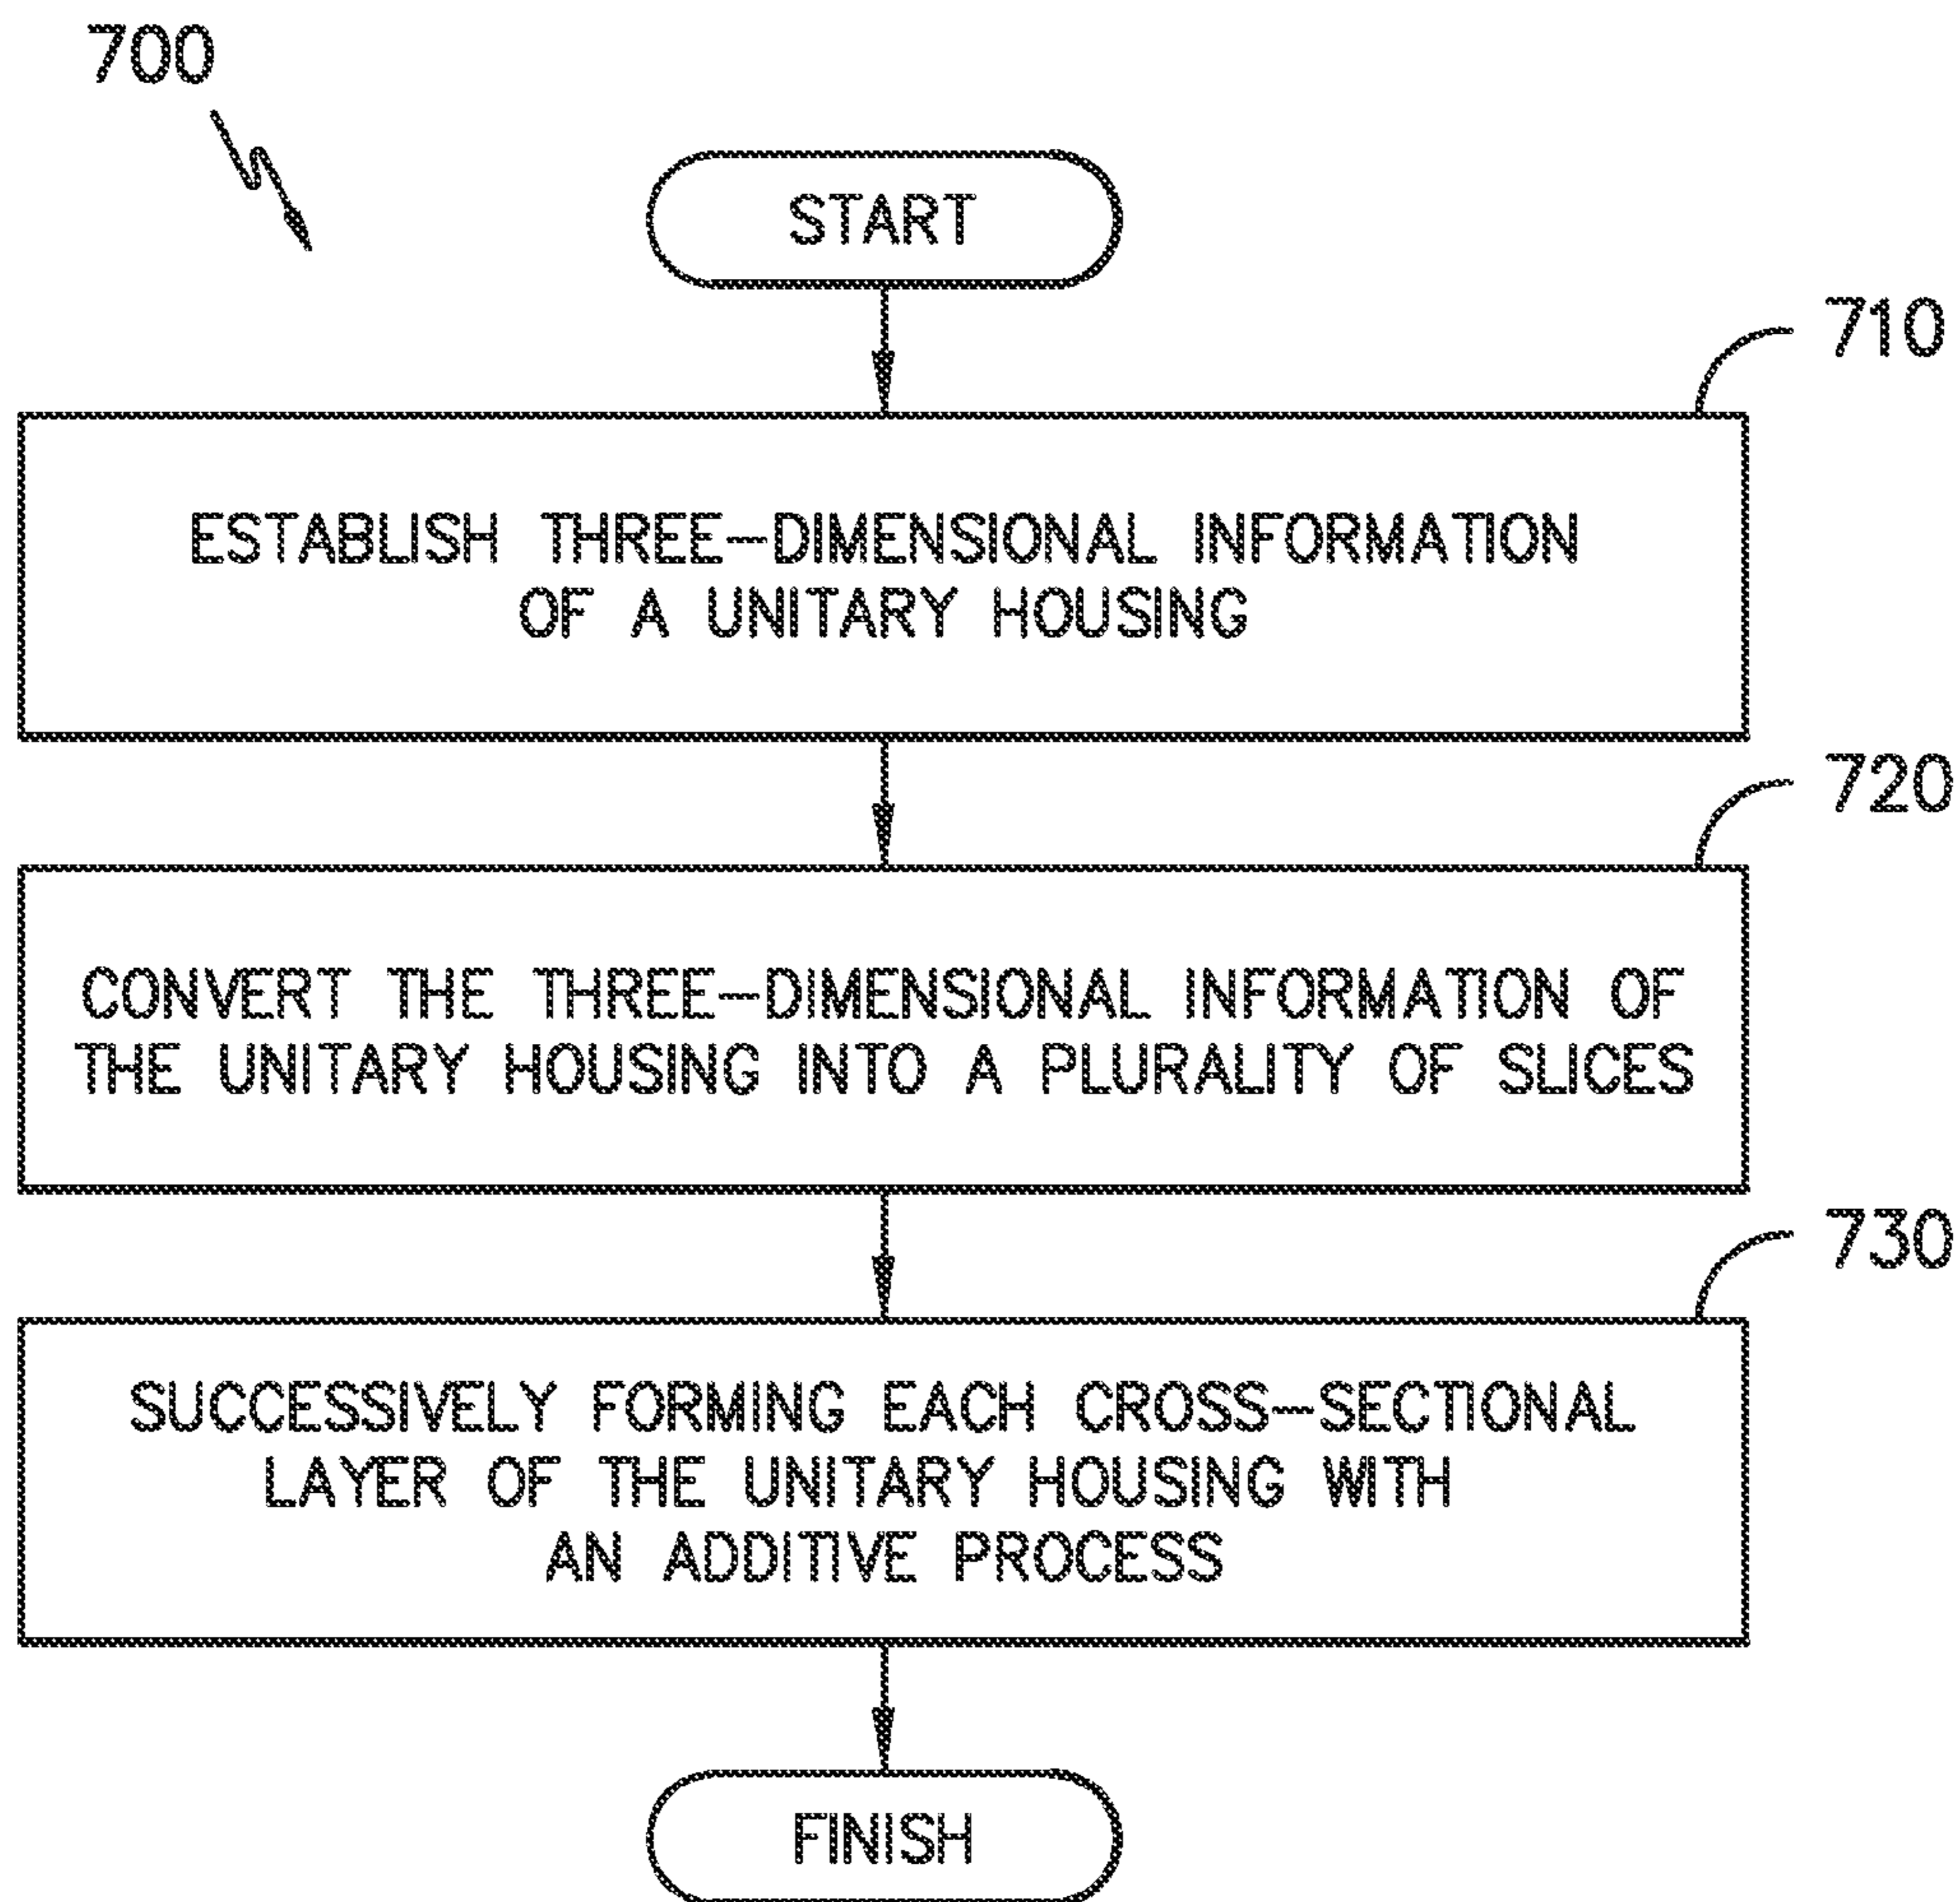 700
START
710
ESTABLISH THREE-DIMENSIONAL INFORMATION
OF A UNITARY HOUSING
720
CONVERT THE THREE-DIMENSIONAL INFORMATION OF
THE UNITARY HOUSING INTO A PLURALITY OF SLICES
730
SUCCESSIVELY FORMING EACH CROSS-SECTIONAL
LAYER OF THE UNITARY HOUSING WITH
AN ADDITIVE PROCESS
FINISH